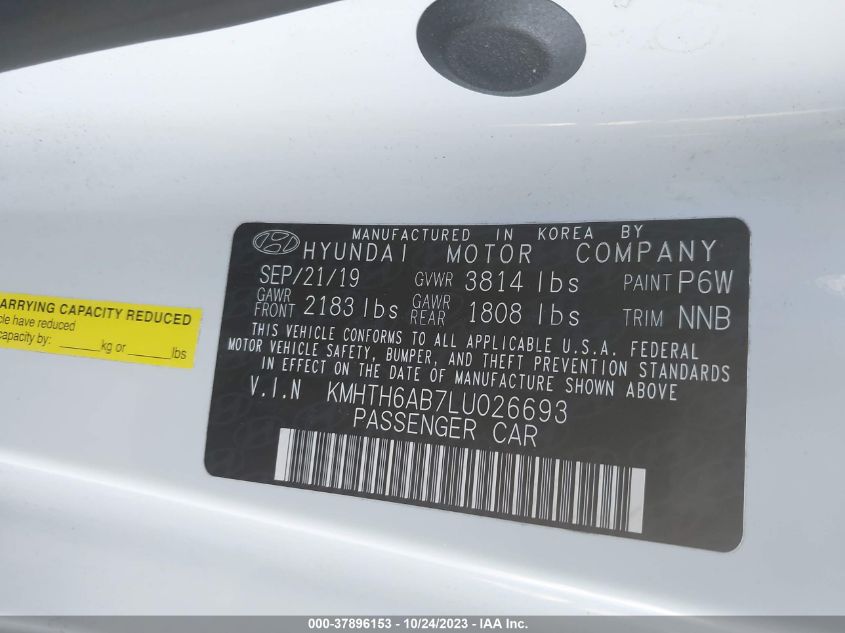 MANUFACTURED IN KOREA BY
HYUNDAI MOTOR COMPANY
SEP/21/19 GVWR 3814 lbs PAINT P6W
GAWR FRONT 2183 lbs GAWR REAR 1808 lbs TRIM NNB
THIS VEHICLE CONFORMS TO ALL APPLICABLE U.S.A. FEDERAL
MOTOR VEHICLE SAFETY, BUMPER, AND THEFT PREVENTION STANDARDS
IN EFFECT ON THE DATE OF MANUFACTURE SHOWN ABOVE
V.I.N KMHTH6AB7LU026693
PASSENGER CAR
ARRYING CAPACITY REDUCED
cle have reduced
capacity by: ______kg or ______lbs
000-37896153 - 10/24/2023 - IAA Inc.